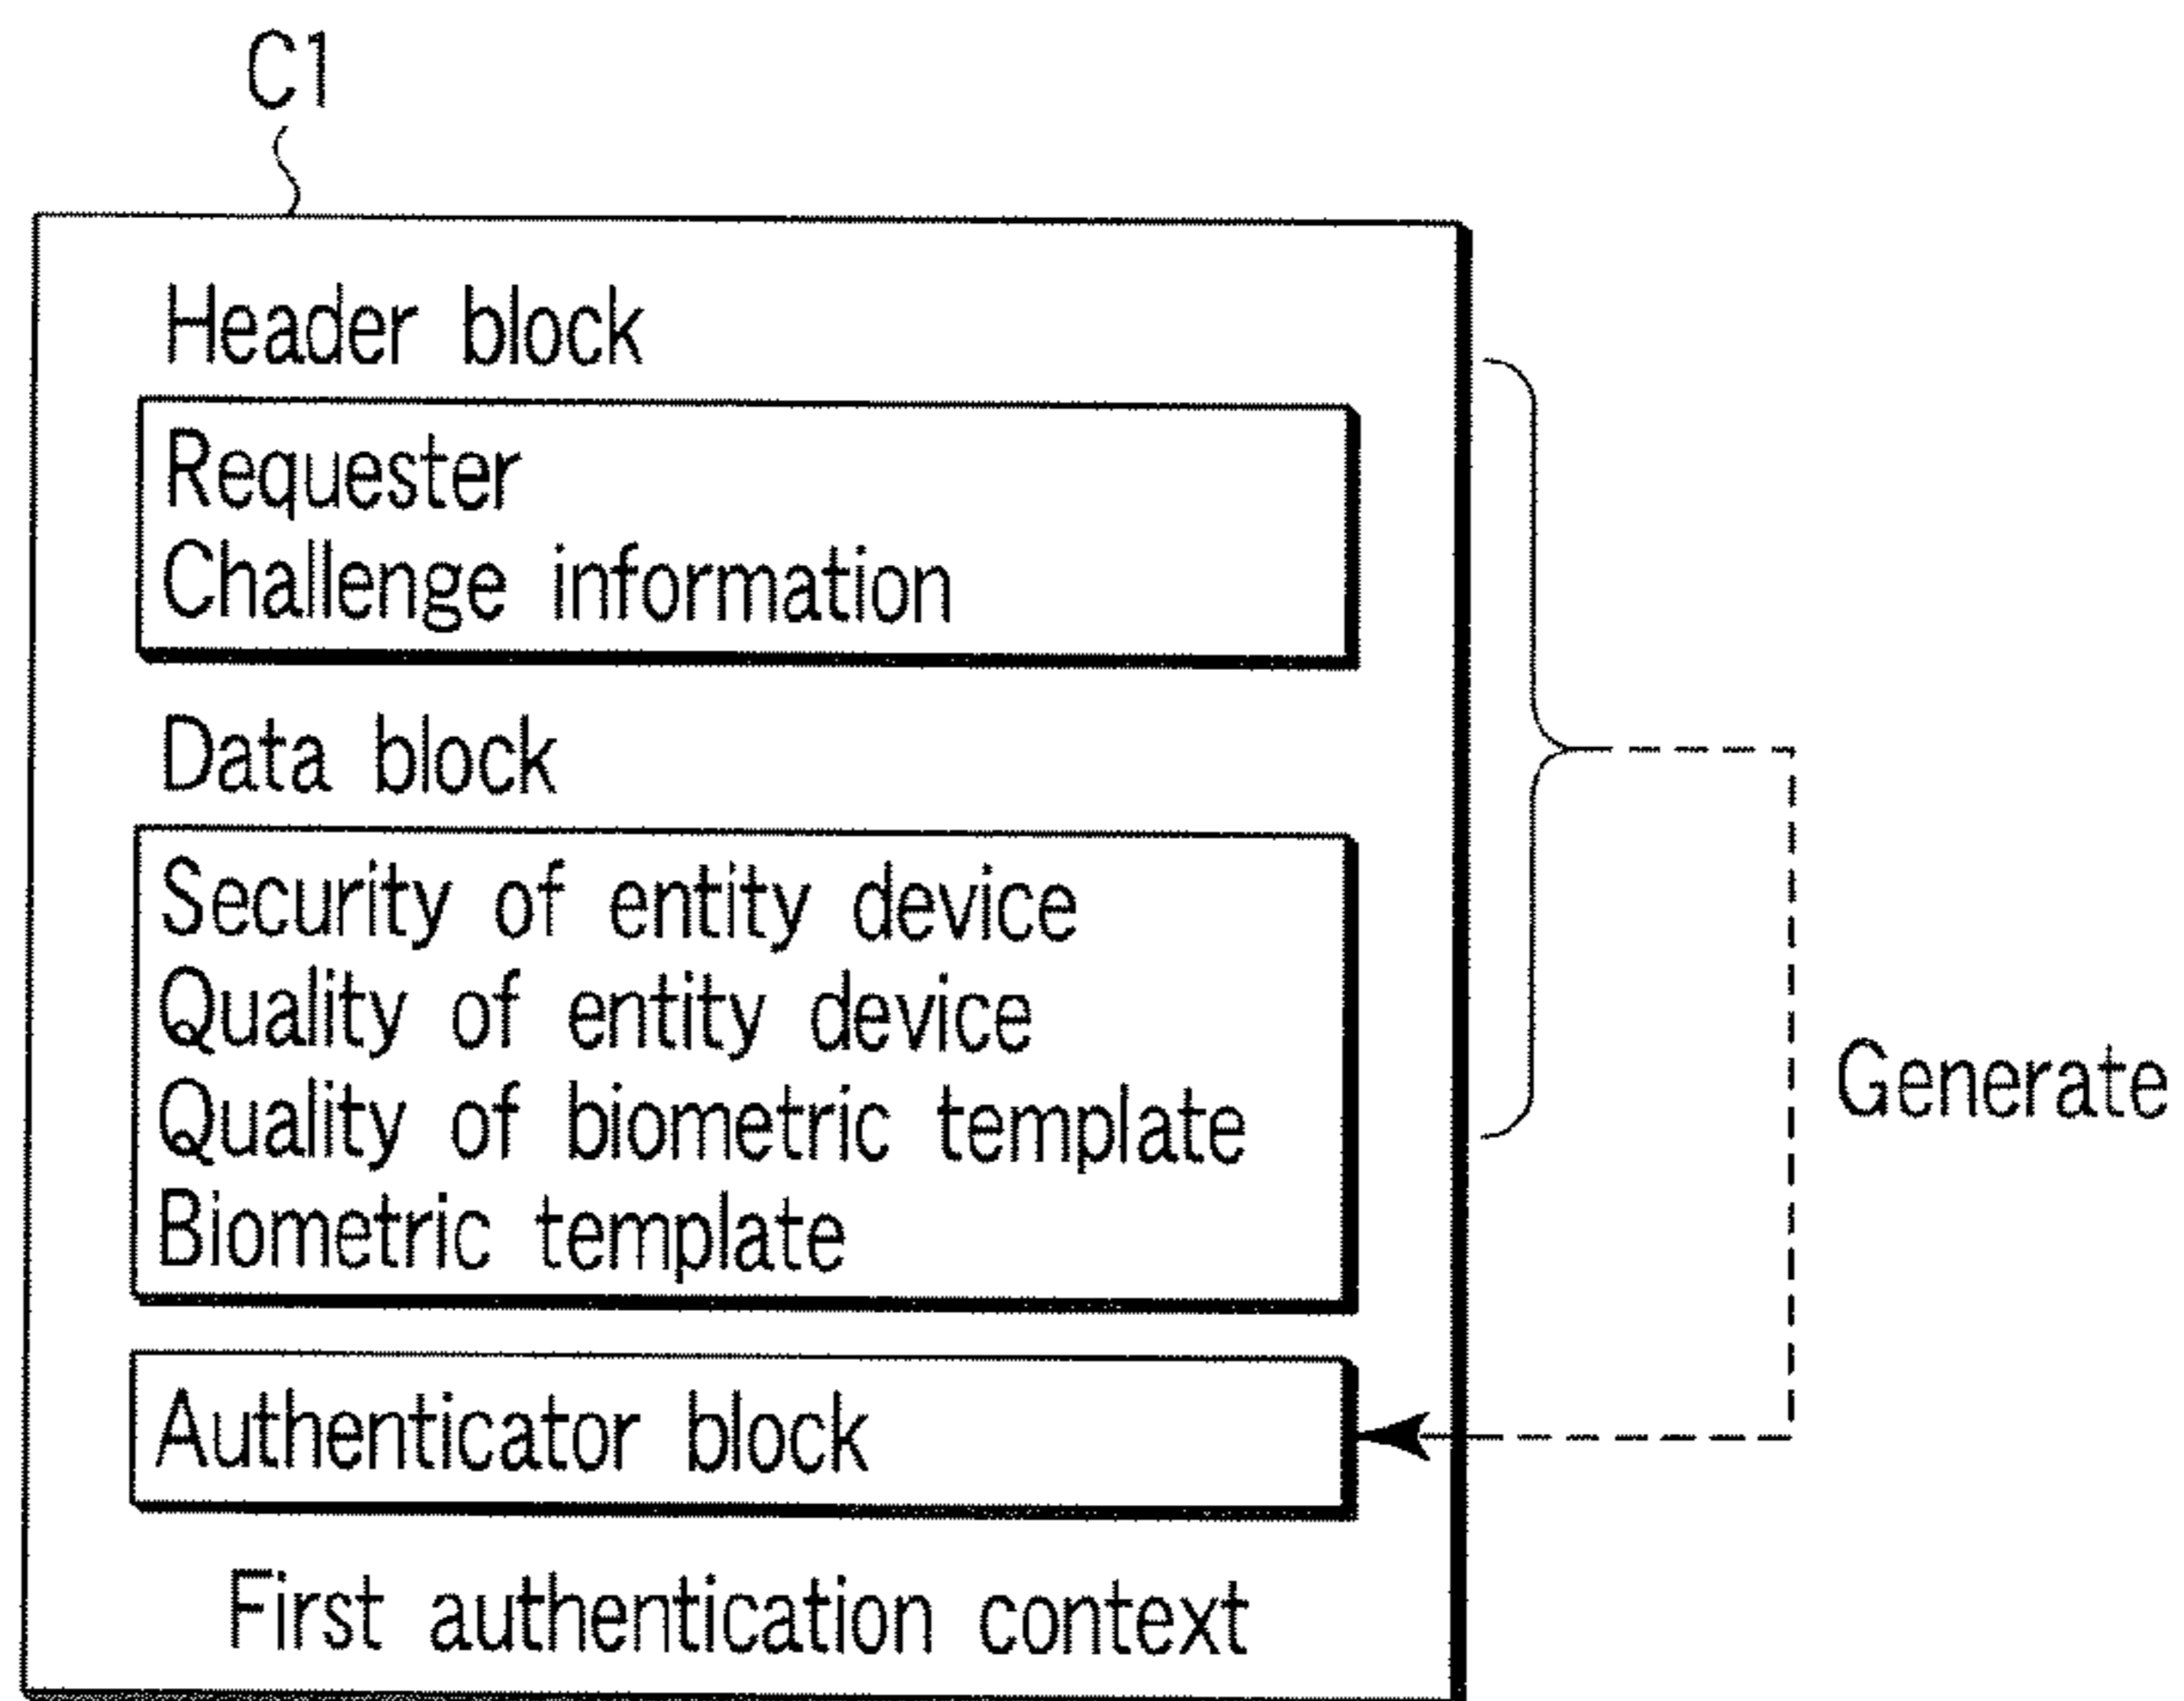 C1
Header block
Requester
Challenge information
Data block
Security of entity device
Quality of entity device
Quality of biometric template
Biometric template
Generate
Authenticator block
First authentication context